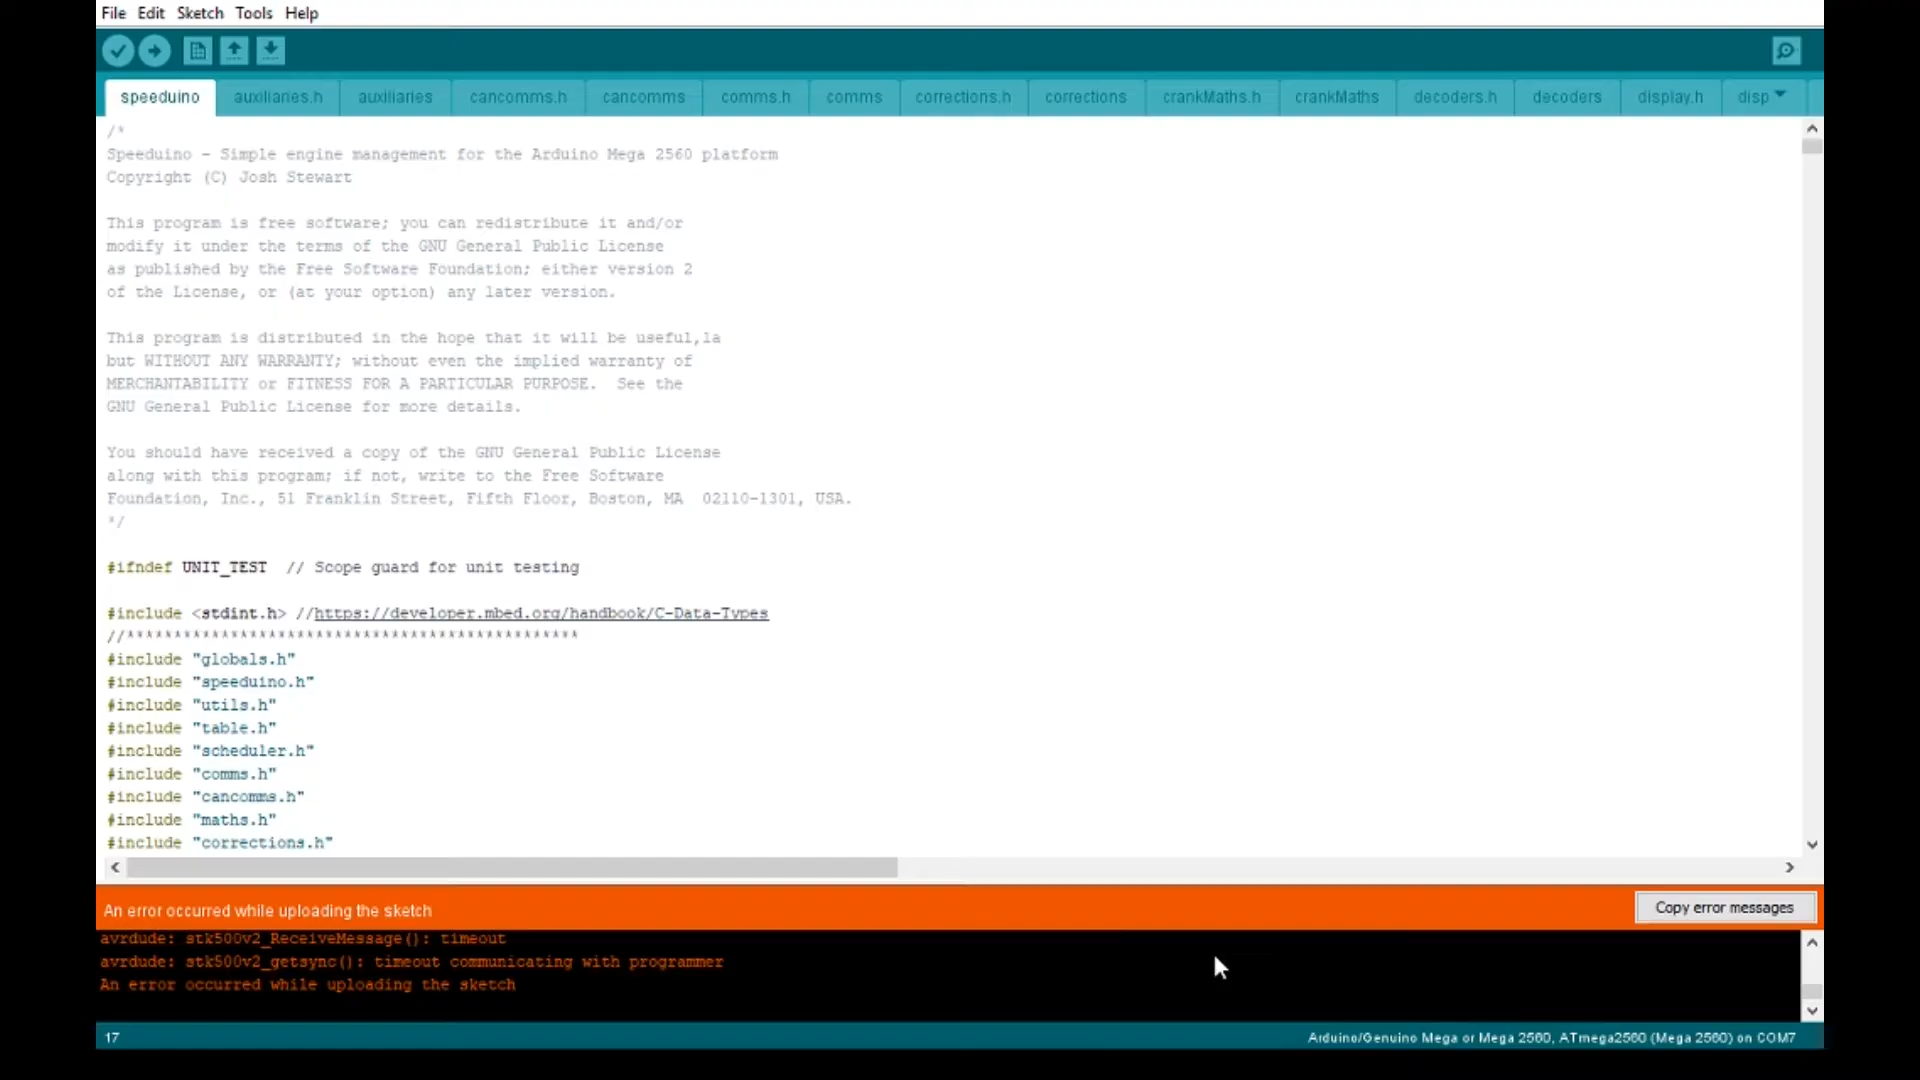 File Edit Sketch Tools Help
speeduino auxiliaries.h auxiliaries cancomms.h cancomms comms.h comms corrections.h corrections crankMaths.h crankMaths decoders.h decoders display.h disp
/*
Speeduino - Simple engine management for the Arduino Mega 2560 platform
Copyright (C) Josh Stewart
This program is free software; you can redistribute it and/or
modify it under the terms of the GNU General Public License
as published by the Free Software Foundation; either version 2
of the License, or (at your option) any later version.
This program is distributed in the hope that it will be useful,la
but WITHOUT ANY WARRANTY; without even the implied warranty of
MERCHANTABILITY or FITNESS FOR A PARTICULAR PURPOSE.  See the
GNU General Public License for more details.
You should have received a copy of the GNU General Public License
along with this program; if not, write to the Free Software
Foundation, Inc., 51 Franklin Street, Fifth Floor, Boston, MA  02110-1301, USA.
*/
#ifndef UNIT_TEST  // Scope guard for unit testing
#include <stdint.h> //https://developer.mbed.org/handbook/C-Data-Types
//************************************************
#include "globals.h"
#include "speeduino.h"
#include "utils.h"
#include "table.h"
#include "scheduler.h"
#include "comms.h"
#include "cancomms.h"
#include "maths.h"
#include "corrections.h"
An error occurred while uploading the sketch
Copy error messages
avrdude: stk500v2_ReceiveMessage(): timeout
avrdude: stk500v2_getsync(): timeout communicating with programmer
An error occurred while uploading the sketch
17
Arduino/Genuino Mega or Mega 2560, ATmega2560 (Mega 2560) on COM7